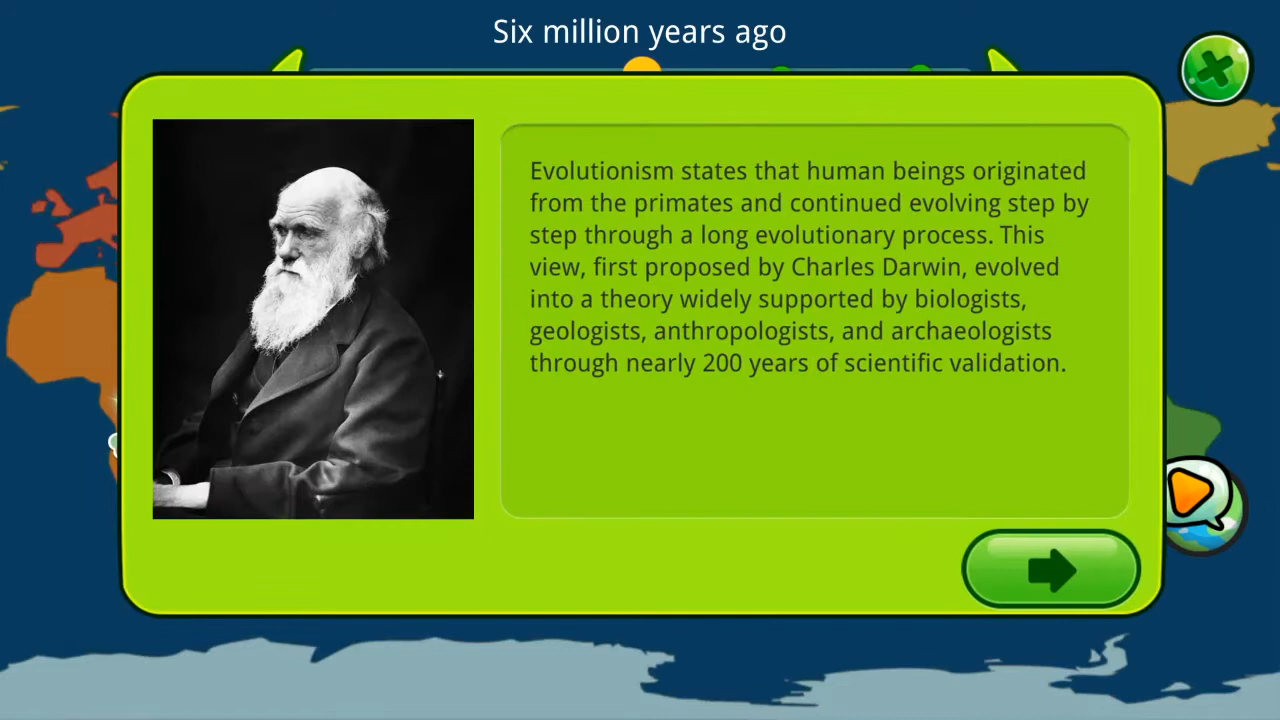 Six million years ago
Evolutionism states that human beings originated
from the primates and continued evolving step by
step through a long evolutionary process. This
view, first proposed by Charles Darwin, evolved
into a theory widely supported by biologists,
geologists, anthropologists, and archaeologists
through nearly 200 years of scientific validation.